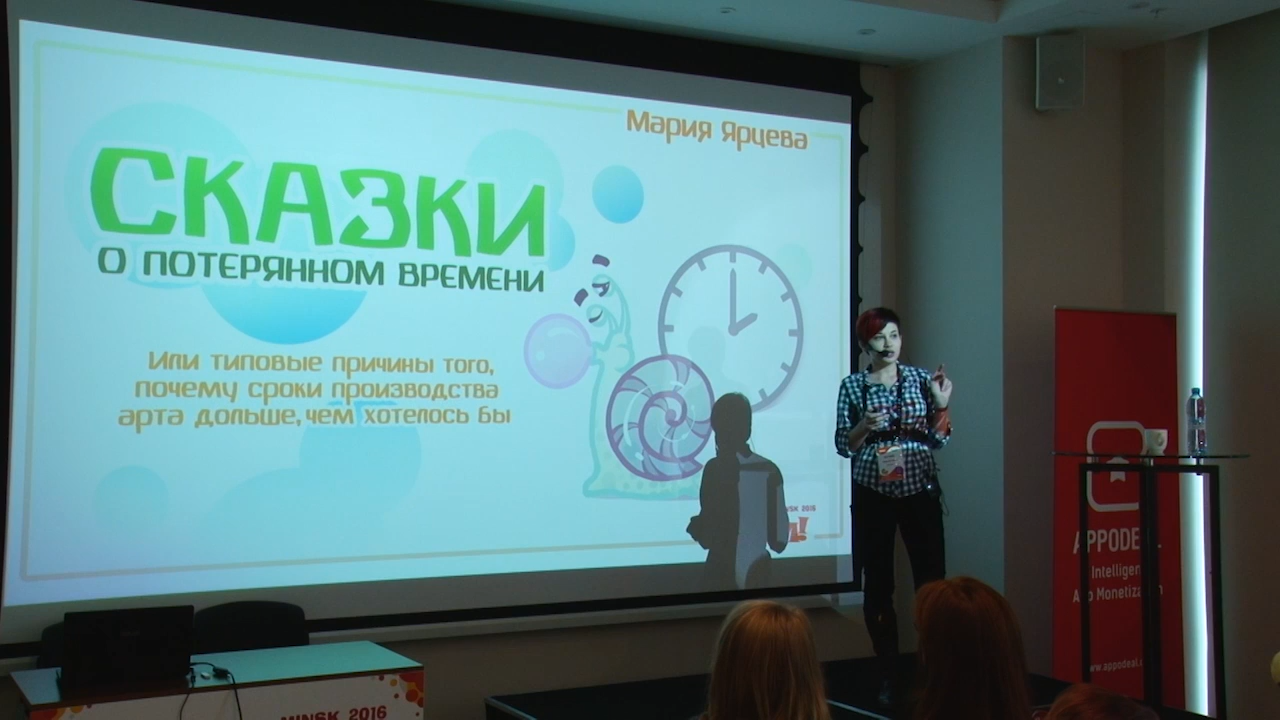 Мария Ярцева
СКАЗКИ
О ПОТЕРЯННОМ ВРЕМЕНИ
Или типовые причины того,
почему сроки производства
арта дольше, чем хотелось бы
MINSK 2016
APPODEAL
Intelligent
App Monetization
www.appodeal.c